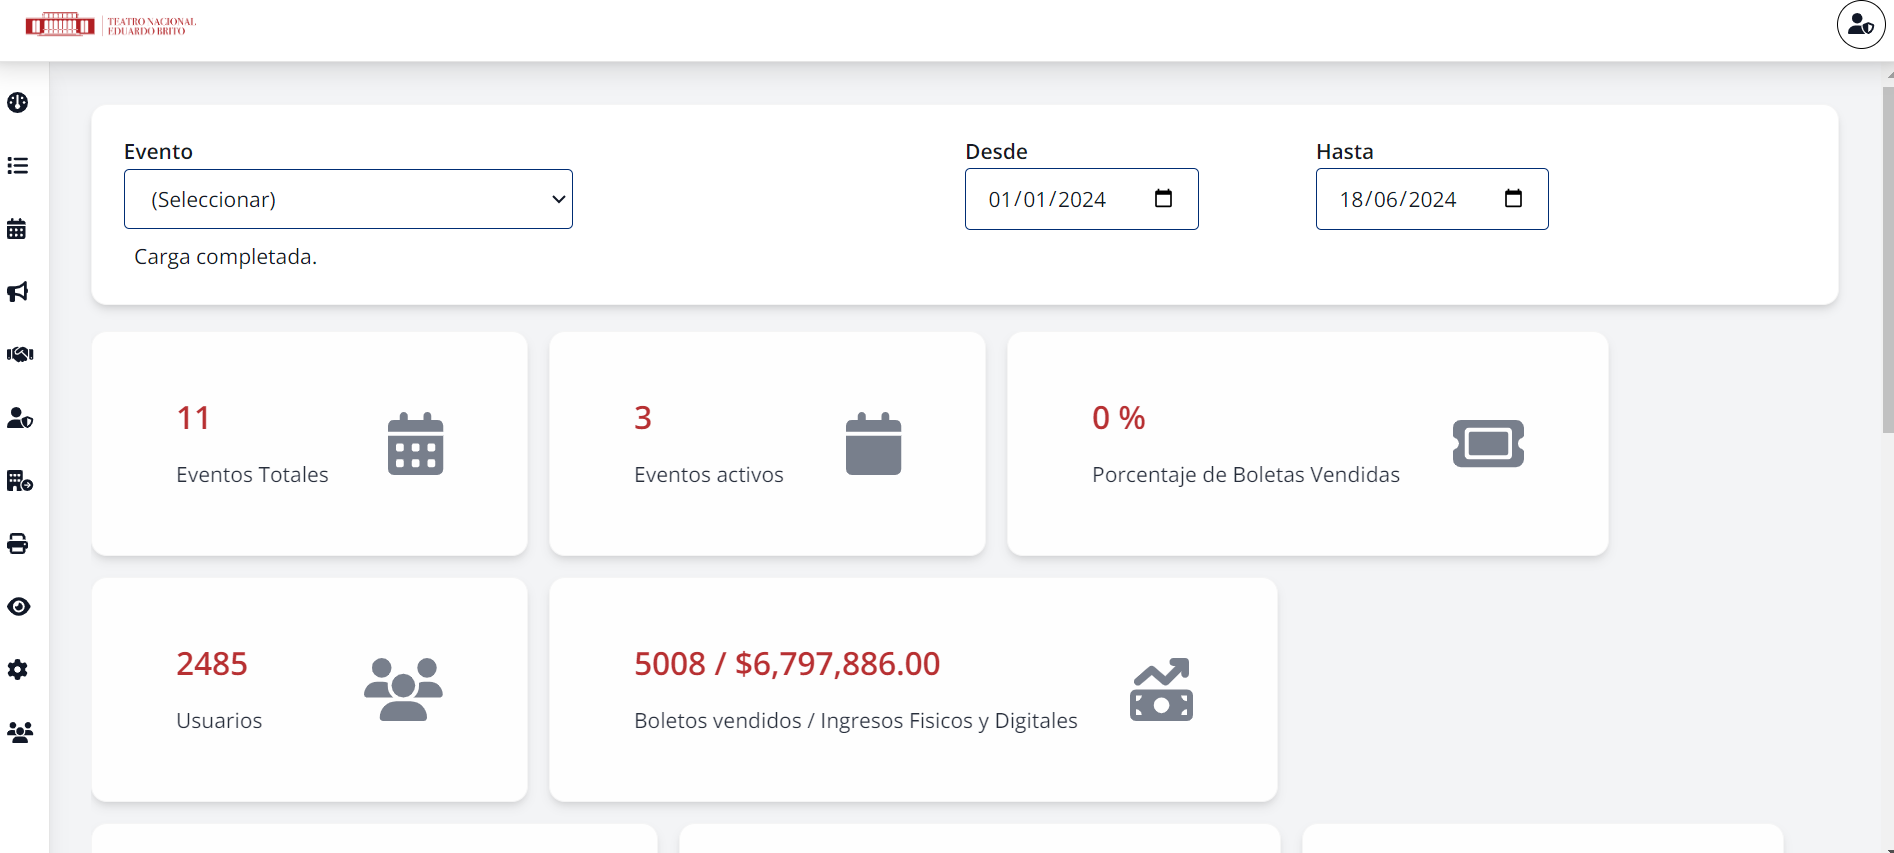 TEATRO NACIONAL
EDUARDO BRITO
Evento
(Seleccionar)
Carga completada.
Desde
01/01/2024
Hasta
18/06/2024
11
Eventos Totales
3
Eventos activos
0 %
Porcentaje de Boletas Vendidas
2485
Usuarios
5008 / $6,797,886.00
Boletos vendidos / Ingresos Fisicos y Digitales